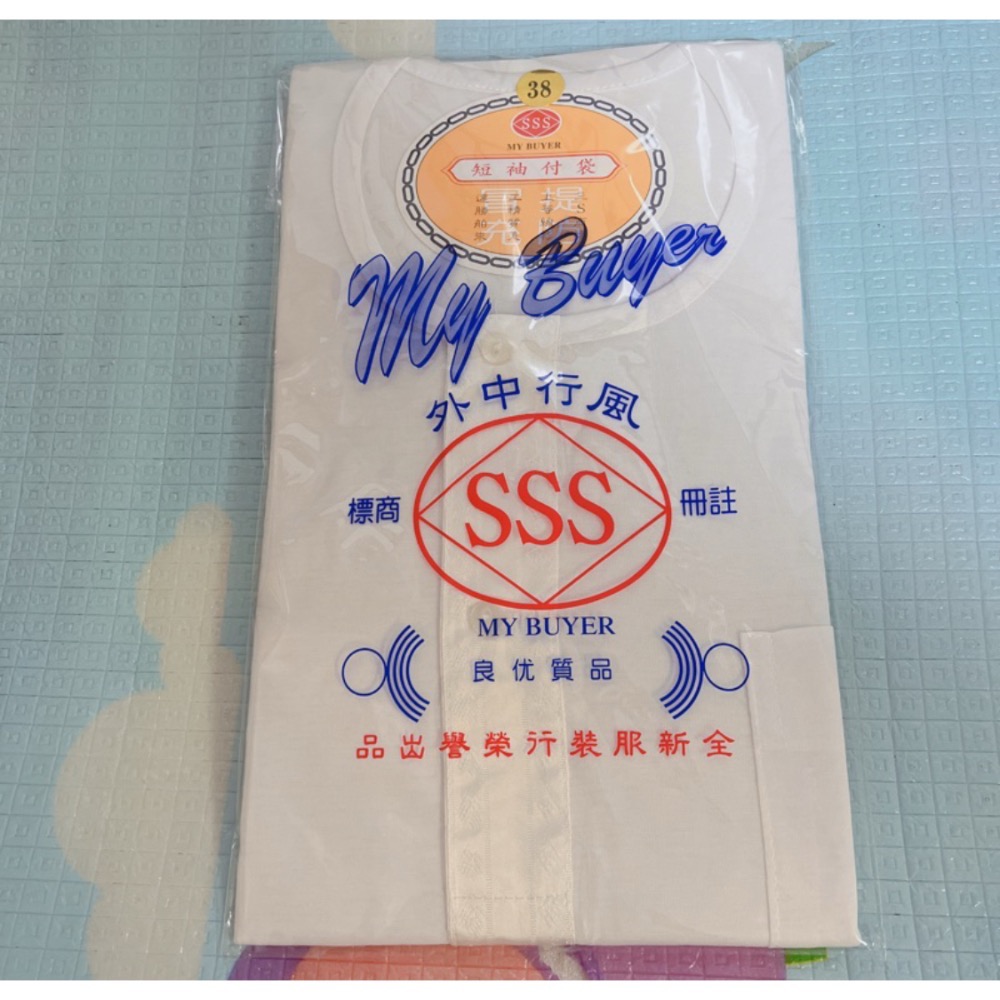 38
SSS
MY BUYER
短袖付袋
My Buyer
風行中外
註冊
SSS
商標
MY BUYER
品質优良
全新服裝行榮譽出品